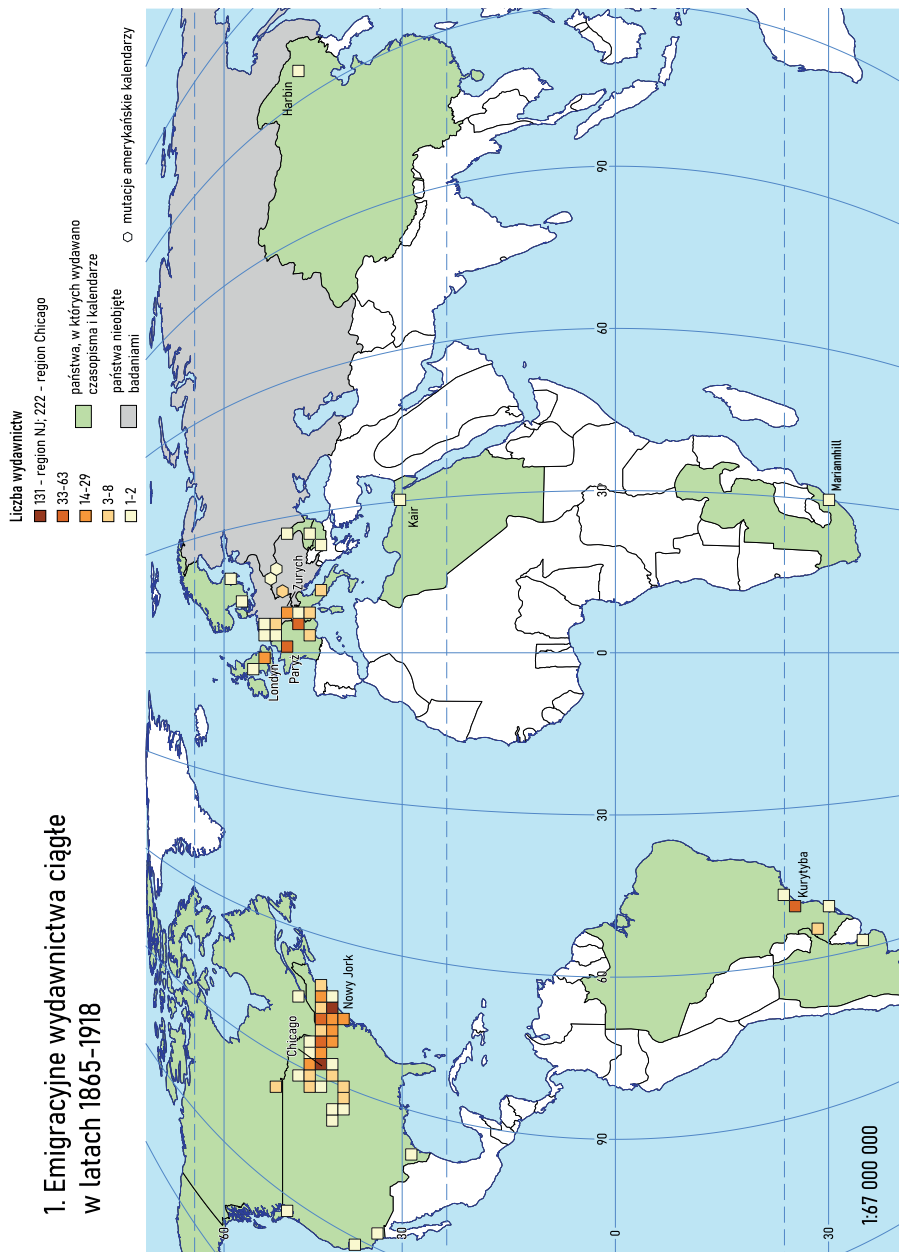 1. Emigracyjne wydawnictwa ciągłe
w latach 1865-1918
Liczba wydawnictw
131 - region NJ; 222 - region Chicago
33-63
14-29
3-8
1-2
państwa, w których wydawano
czasopisma i kalendarze
państwa nieobjęte
badaniami
mutacje amerykańskie kalendarzy
Harbin
Londyn
Paryż
Zurych
Chicago
Nowy Jork
Kair
Kurytyba
Mariannhill
60
30
0
30
90
60
30
0
30
60
90
1:67 000 000